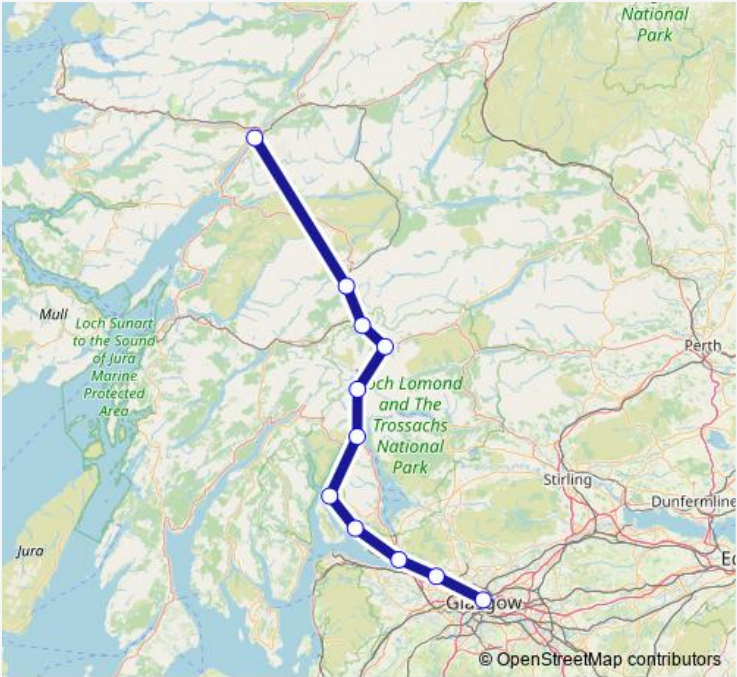 National
Park
Mull
Loch Sunart
to the Sound
of Jura
Marine
Protected
Area
Perth
och Lomond
and The
Trossachs
National
Park
Stirling
Dunfermline
Jura
Glasgow
© OpenStreetMap contributors